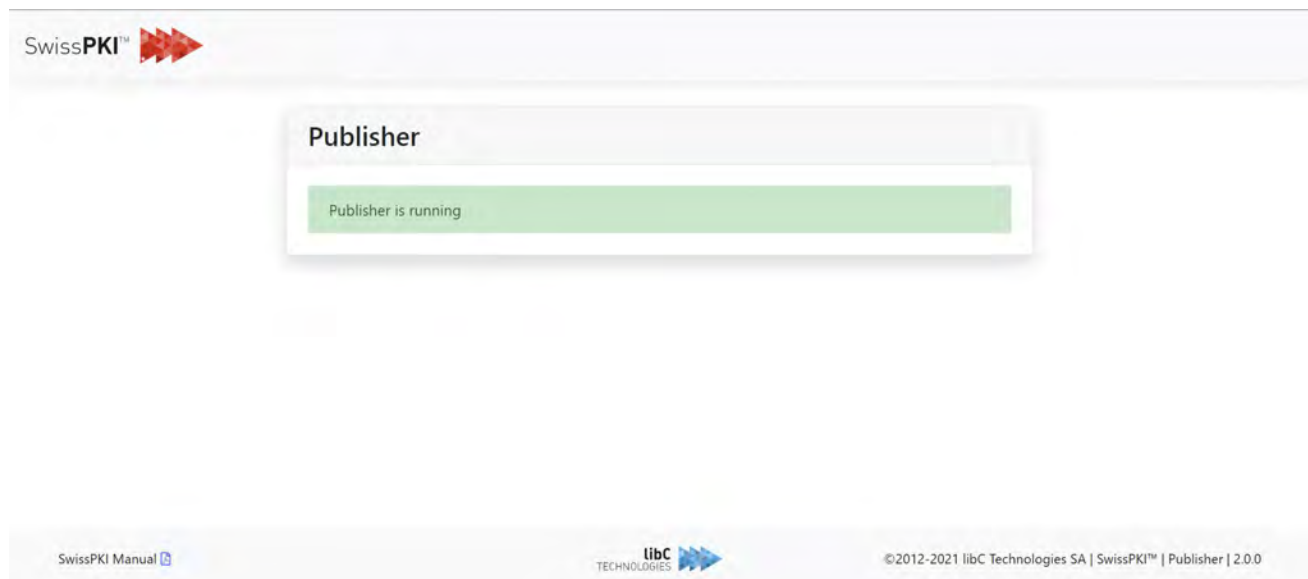 SwissPKI™
Publisher
Publisher is running
SwissPKI Manual
libC
TECHNOLOGIES
©2012-2021 libC Technologies SA | SwissPKI™ | Publisher | 2.0.0